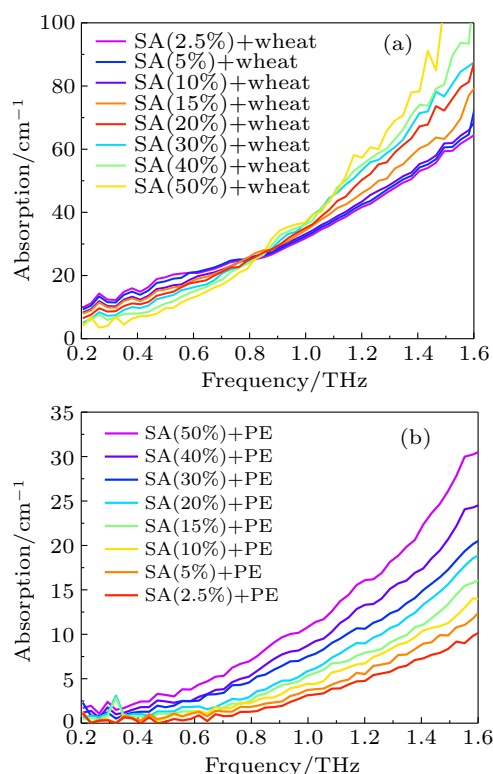 100
80
60
40
20
0
Absorption/cm−1
SA(2.5%)+wheat
SA(5%)+wheat
SA(10%)+wheat
SA(15%)+wheat
SA(20%)+wheat
SA(30%)+wheat
SA(40%)+wheat
SA(50%)+wheat
(a)
0.2 0.4 0.6 0.8 1.0 1.2 1.4 1.6
Frequency/THz
35
30
25
20
15
10
5
0
Absorption/cm−1
SA(50%)+PE
SA(40%)+PE
SA(30%)+PE
SA(20%)+PE
SA(15%)+PE
SA(10%)+PE
SA(5%)+PE
SA(2.5%)+PE
(b)
0.2 0.4 0.6 0.8 1.0 1.2 1.4 1.6
Frquency/THz